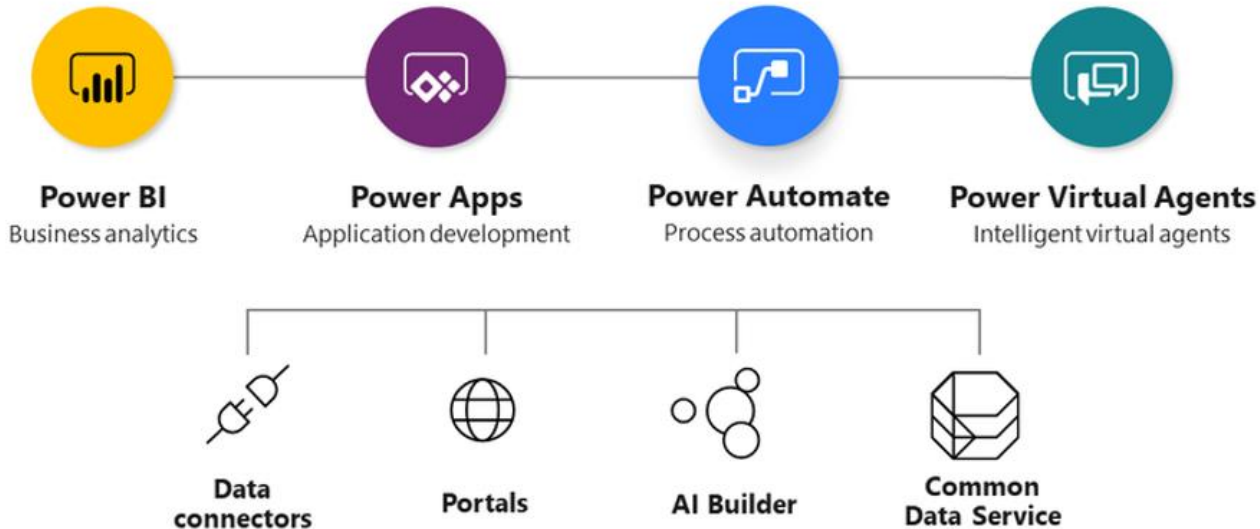 Power BI
Business analytics
Power Apps
Application development
Power Automate
Process automation
Power Virtual Agents
Intelligent virtual agents
Data
connectors
Portals
AI Builder
Common
Data Service